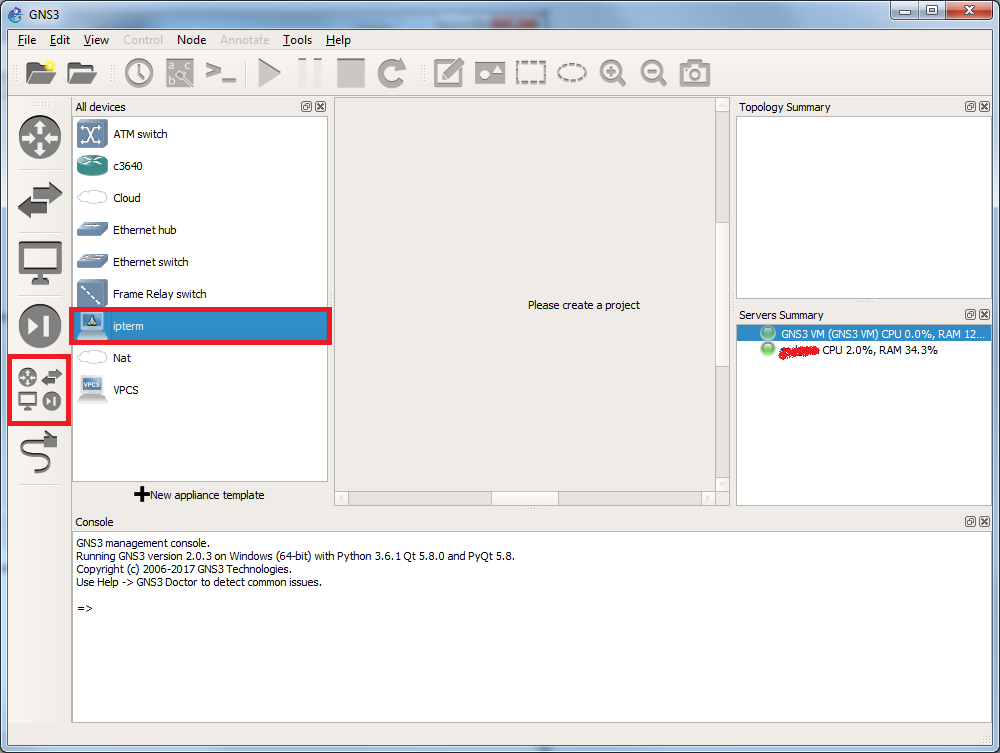 GNS3
File Edit View Control Node Annotate Tools Help
All devices
ATM switch
c3640
Cloud
Ethernet hub
Ethernet switch
Frame Relay switch
ipterm
Nat
VPCS
VPCS
New appliance template
Please create a project
Topology Summary
Servers Summary
GNS3 VM (GNS3 VM) CPU 0.0%, RAM 12...
CPU 2.0%, RAM 34.3%
Console
GNS3 management console.
Running GNS3 version 2.0.3 on Windows (64-bit) with Python 3.6.1 Qt 5.8.0 and PyQt 5.8.
Copyright (c) 2006-2017 GNS3 Technologies.
Use Help -> GNS3 Doctor to detect common issues.
=>